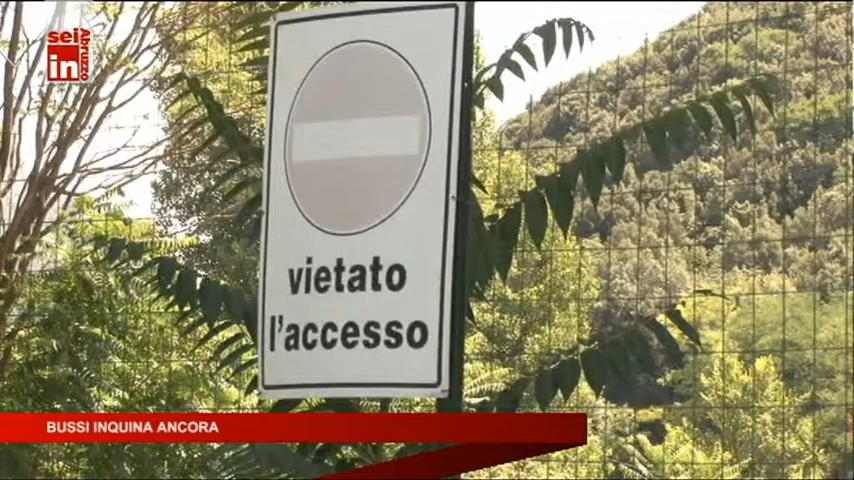 sei
in
Abruzzo
vietato
l'accesso
BUSSI INQUINA ANCORA